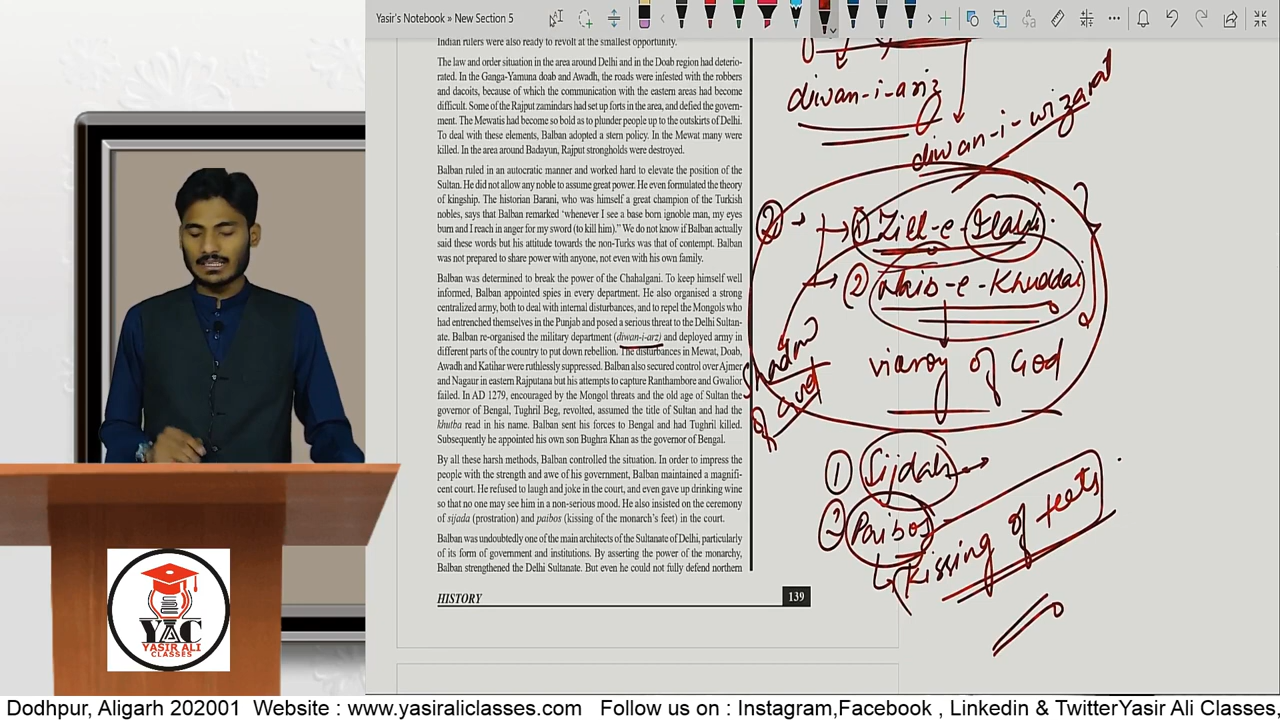 Yasir's Notebook » New Section 5
Indian rulers were also ready to revolt at the smallest opportunity.
The law and order situation in the area around Delhi and in the Doab region had deterio-
rated. In the Ganga-Yamuna doab and Awadh, the roads were infested with the robbers
and dacoits, because of which the communication with the eastern areas had become
difficult. Some of the Rajput zamindars had set up forts in the area, and defied the govern-
ment. The Mewatis had become so bold as to plunder people up to the outskirts of Delhi.
To deal with these elements, Balban adopted a stern policy. In the Mewat many were
killed. In the area around Badayun, Rajput strongholds were destroyed.
Balban ruled in an autocratic manner and worked hard to elevate the position of the
Sultan. He did not allow any noble to assume great power. He even formulated the theory
of kingship. The historian Barani, who was himself a great champion of the Turkish
nobles, says that Balban remarked ‘whenever I see a base born ignoble man, my eyes
burn and I reach in anger for my sword (to kill him).” We do not know if Balban actually
said these words but his attitude towards the non-Turks was that of contempt. Balban
was not prepared to share power with anyone, not even with his own family.
Balban was determined to break the power of the Chahalgani. To keep himself well
informed, Balban appointed spies in every department. He also organised a strong
centralized army, both to deal with internal disturbances, and to repel the Mongols who
had entrenched themselves in the Punjab and posed a serious threat to the Delhi Sultan-
ate. Balban re-organised the military department (diwan-i-arz) and deployed army in
different parts of the country to put down rebellion. The disturbances in Mewat, Doab,
Awadh and Katihar were ruthlessly suppressed. Balban also secured control over Ajmer
and Nagaur in eastern Rajputana but his attempts to capture Ranthambore and Gwalior
failed. In AD 1279, encouraged by the Mongol threats and the old age of Sultan the
governor of Bengal, Tughril Beg, revolted, assumed the title of Sultan and had the
khutba read in his name. Balban sent his forces to Bengal and had Tughril killed.
Subsequently he appointed his own son Bughra Khan as the governor of Bengal.
By all these harsh methods, Balban controlled the situation. In order to impress the
people with the strength and awe of his government, Balban maintained a magnifi-
cent court. He refused to laugh and joke in the court, and even gave up drinking wine
so that no one may see him in a non-serious mood. He also insisted on the ceremony
of sijada (prostration) and paibos (kissing of the monarch's feet) in the court.
Balban was undoubtedly one of the main architects of the Sultanate of Delhi, particularly
of its form of government and institutions. By asserting the power of the monarchy,
Balban strengthened the Delhi Sultanate. But even he could not fully defend northern
HISTORY
139
diwan-i-ariz
diwan-i-wizarat
2
1 Zill-e-Ilahi
2 Naib-e-Khuddai
Shadow
of God
viaroy of God
1 Sijdah
2 Paibos
Kissing of feets
YAC
YASIR ALI
CLASSES
Dodhpur, Aligarh 202001 Website : www.yasiraliclasses.com Follow us on : Instagram,Facebook , Linkedin & TwitterYasir Ali Classes,